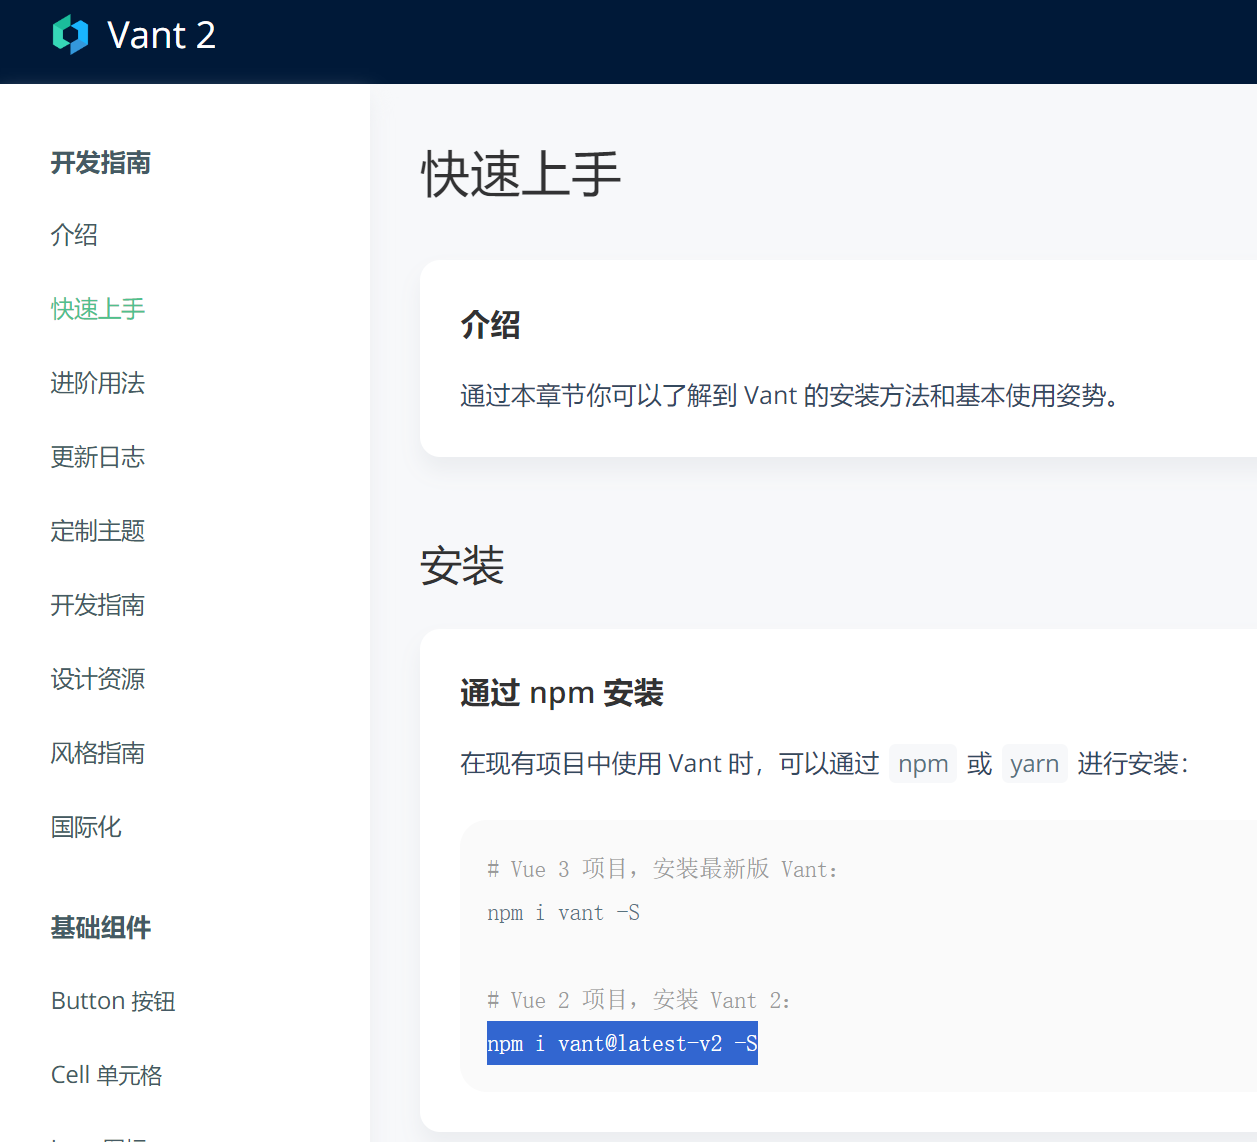 Vant 2
开发指南
介绍
快速上手
进阶用法
更新日志
定制主题
开发指南
设计资源
风格指南
国际化
基础组件
Button 按钮
Cell 单元格
快速上手
介绍
通过本章节你可以了解到 Vant 的安装方法和基本使用姿势。
安装
通过 npm 安装
在现有项目中使用 Vant 时，可以通过 npm 或 yarn 进行安装：
# Vue 3 项目，安装最新版 Vant：
npm i vant -S
# Vue 2 项目，安装 Vant 2：
npm i vant@latest-v2 -S